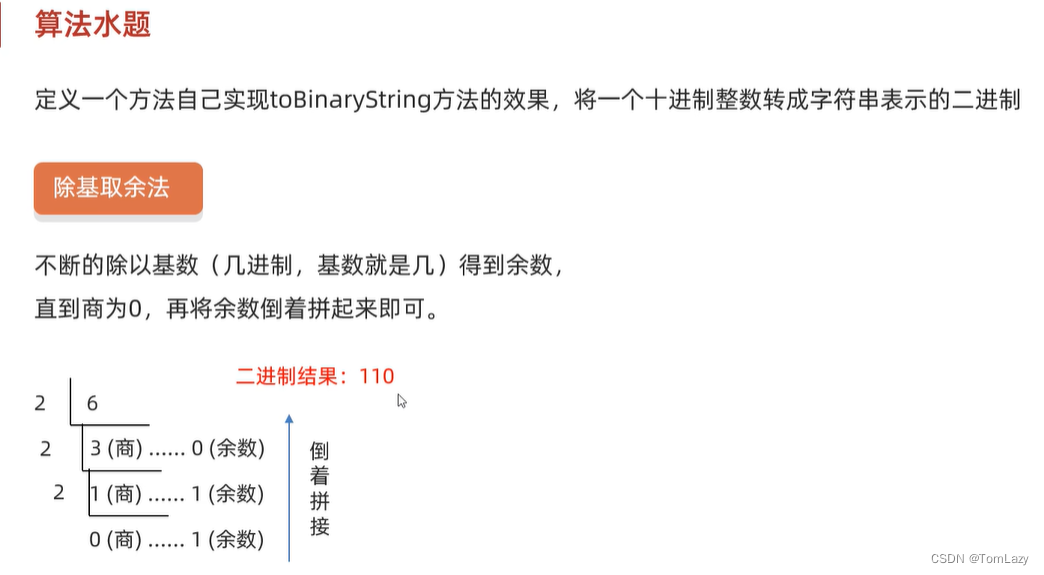 算法水题
定义一个方法自己实现toBinaryString方法的效果，将一个十进制整数转成字符串表示的二进制
除基取余法
不断的除以基数（几进制，基数就是几）得到余数，
直到商为0，再将余数倒着拼起来即可。
二进制结果：110
2 6
2 3 (商) ...... 0 (余数)
2 1 (商) ...... 1 (余数)
0 (商) ...... 1 (余数)
倒
着
拼
接
CSDN @TomLazy